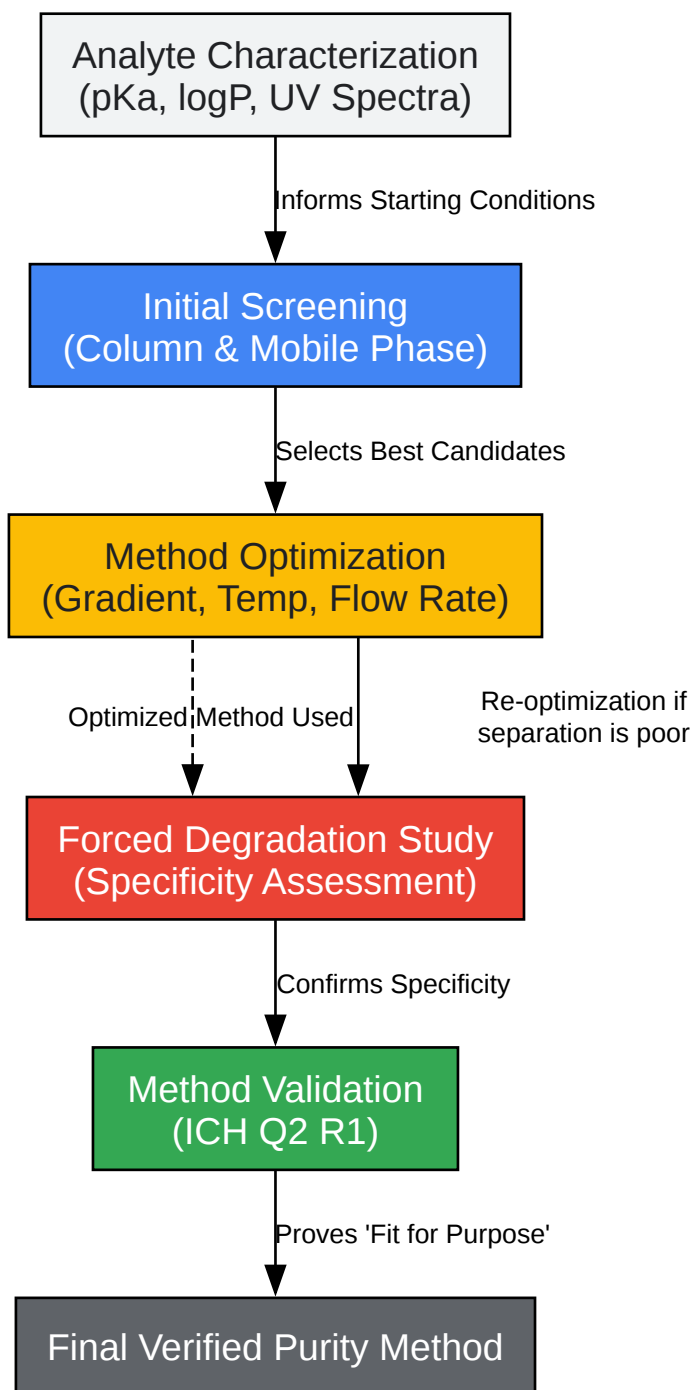 Analyte Characterization
(pKa, logP, UV Spectra)
Informs Starting Conditions
Initial Screening
(Column & Mobile Phase)
Selects Best Candidates
Method Optimization
(Gradient, Temp, Flow Rate)
Optimized Method Used
Re-optimization if
separation is poor
Forced Degradation Study
(Specificity Assessment)
Confirms Specificity
Method Validation
(ICH Q2 R1)
Proves 'Fit for Purpose'
Final Verified Purity Method